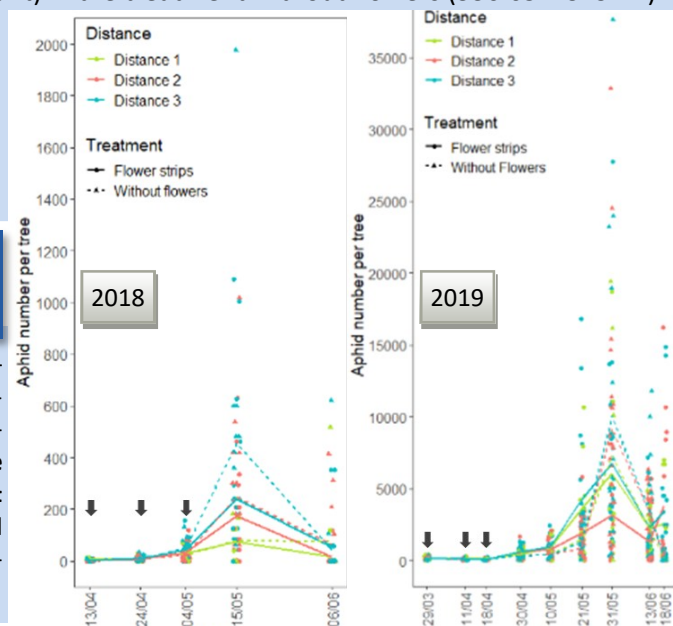 Distance
Distance 1
Distance 2
Distance 3
Treatment
Flower strips
Without flowers
2018
Aphid number per tree
2000
1800
1600
1400
1200
1000
800
600
400
200
0
13/04
24/04
04/05
15/05
06/06
Distance
Distance 1
Distance 2
Distance 3
Treatment
Flower strips
Without Flowers
2019
Aphid number per tree
35000
30000
25000
20000
15000
10000
5000
0
29/03
11/04
18/04
30/04
10/05
21/05
31/05
13/06
18/06